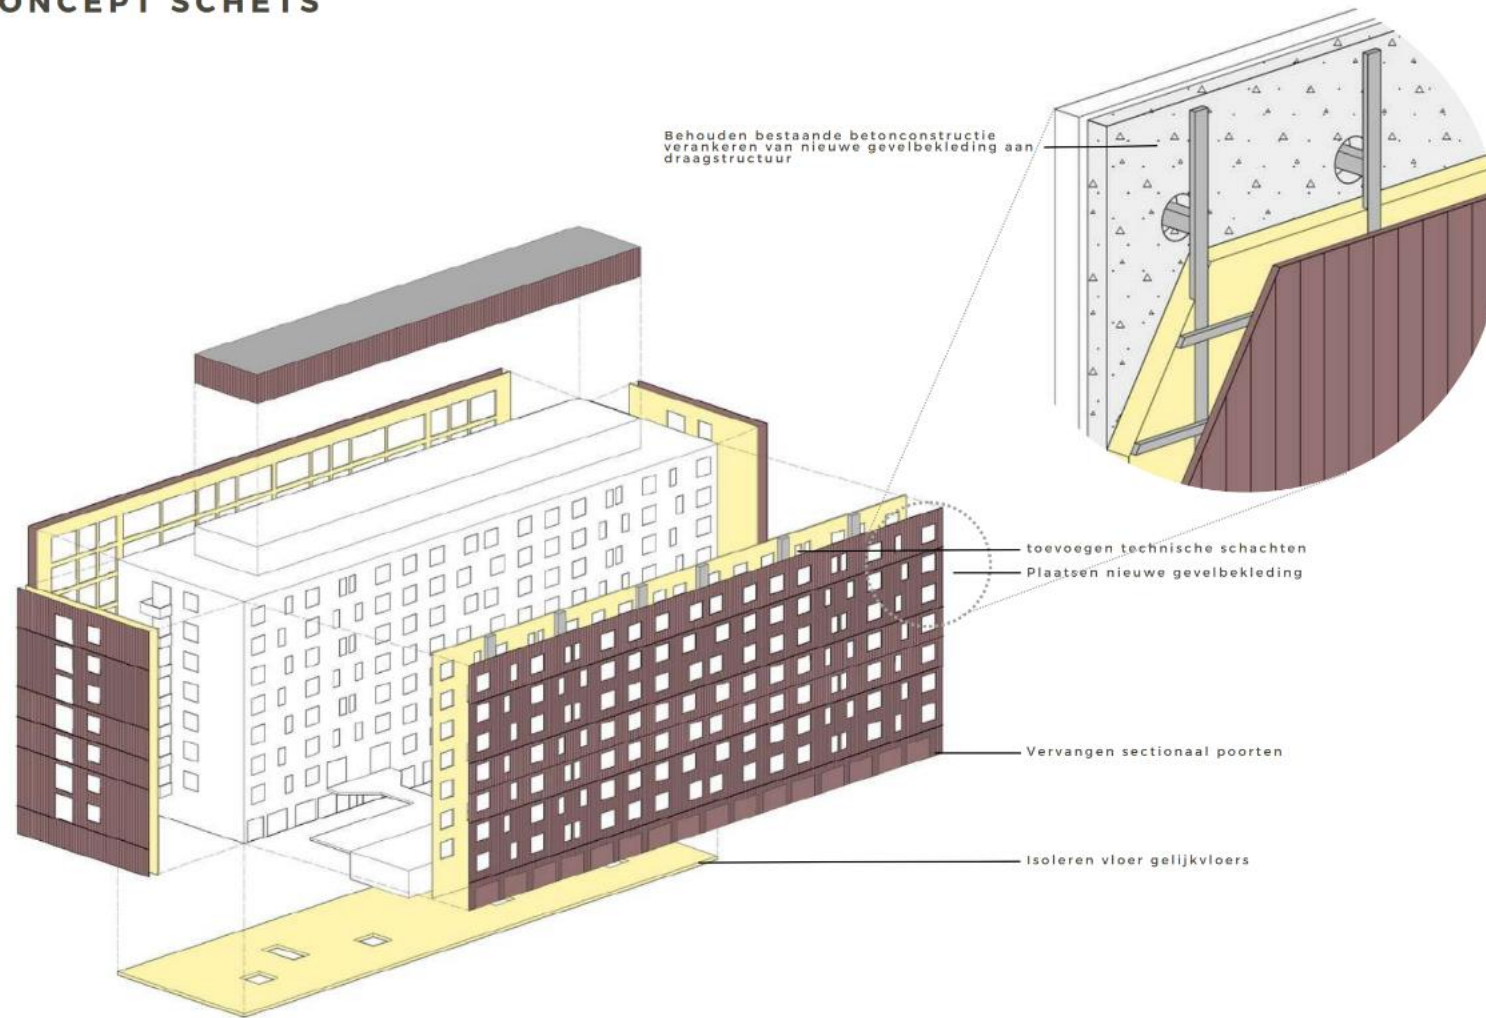 ONCEPT SCHETS
Behouden bestaande betonconstructie
verankeren van nieuwe gevelbekleding aan
draagstructuur
toevoegen technische schachten
Plaatsen nieuwe gevelbekleding
Vervangen sectionaal poorten
Isoleren vloer gelijkvloers